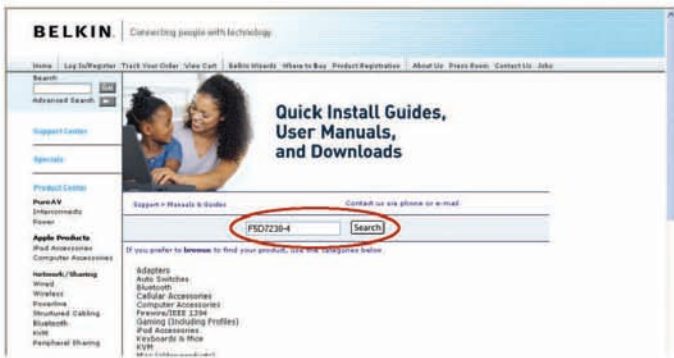 BELKIN. Connecting people with technology
Home Log In/Register Track Your Order View Cart Belkin Wizards Where to Buy Product Registration About Us Press Room Contact Us Jobs
Search
Go
Advanced Search
Support Center
Specials
Product Center
PureAV
Interconnects
Power
Apple Products
iPod Accessories
Computer Accessories
Network/Sharing
Wired
Wireless
Powerline
Structured Cabling
Bluetooth
KVM
Peripheral Sharing
Quick Install Guides,
User Manuals,
and Downloads
Support > Manuals & Guides
Contact us via phone or e-mail
F5D7230-4 Search
If you prefer to browse to find your product, use the categories below.
Adapters
Auto Switches
Bluetooth
Cellular Accessories
Computer Accessories
Firewire/IEEE 1394
Gaming (Including Profiles)
iPod Accessories
Keyboards & Mice
KVM